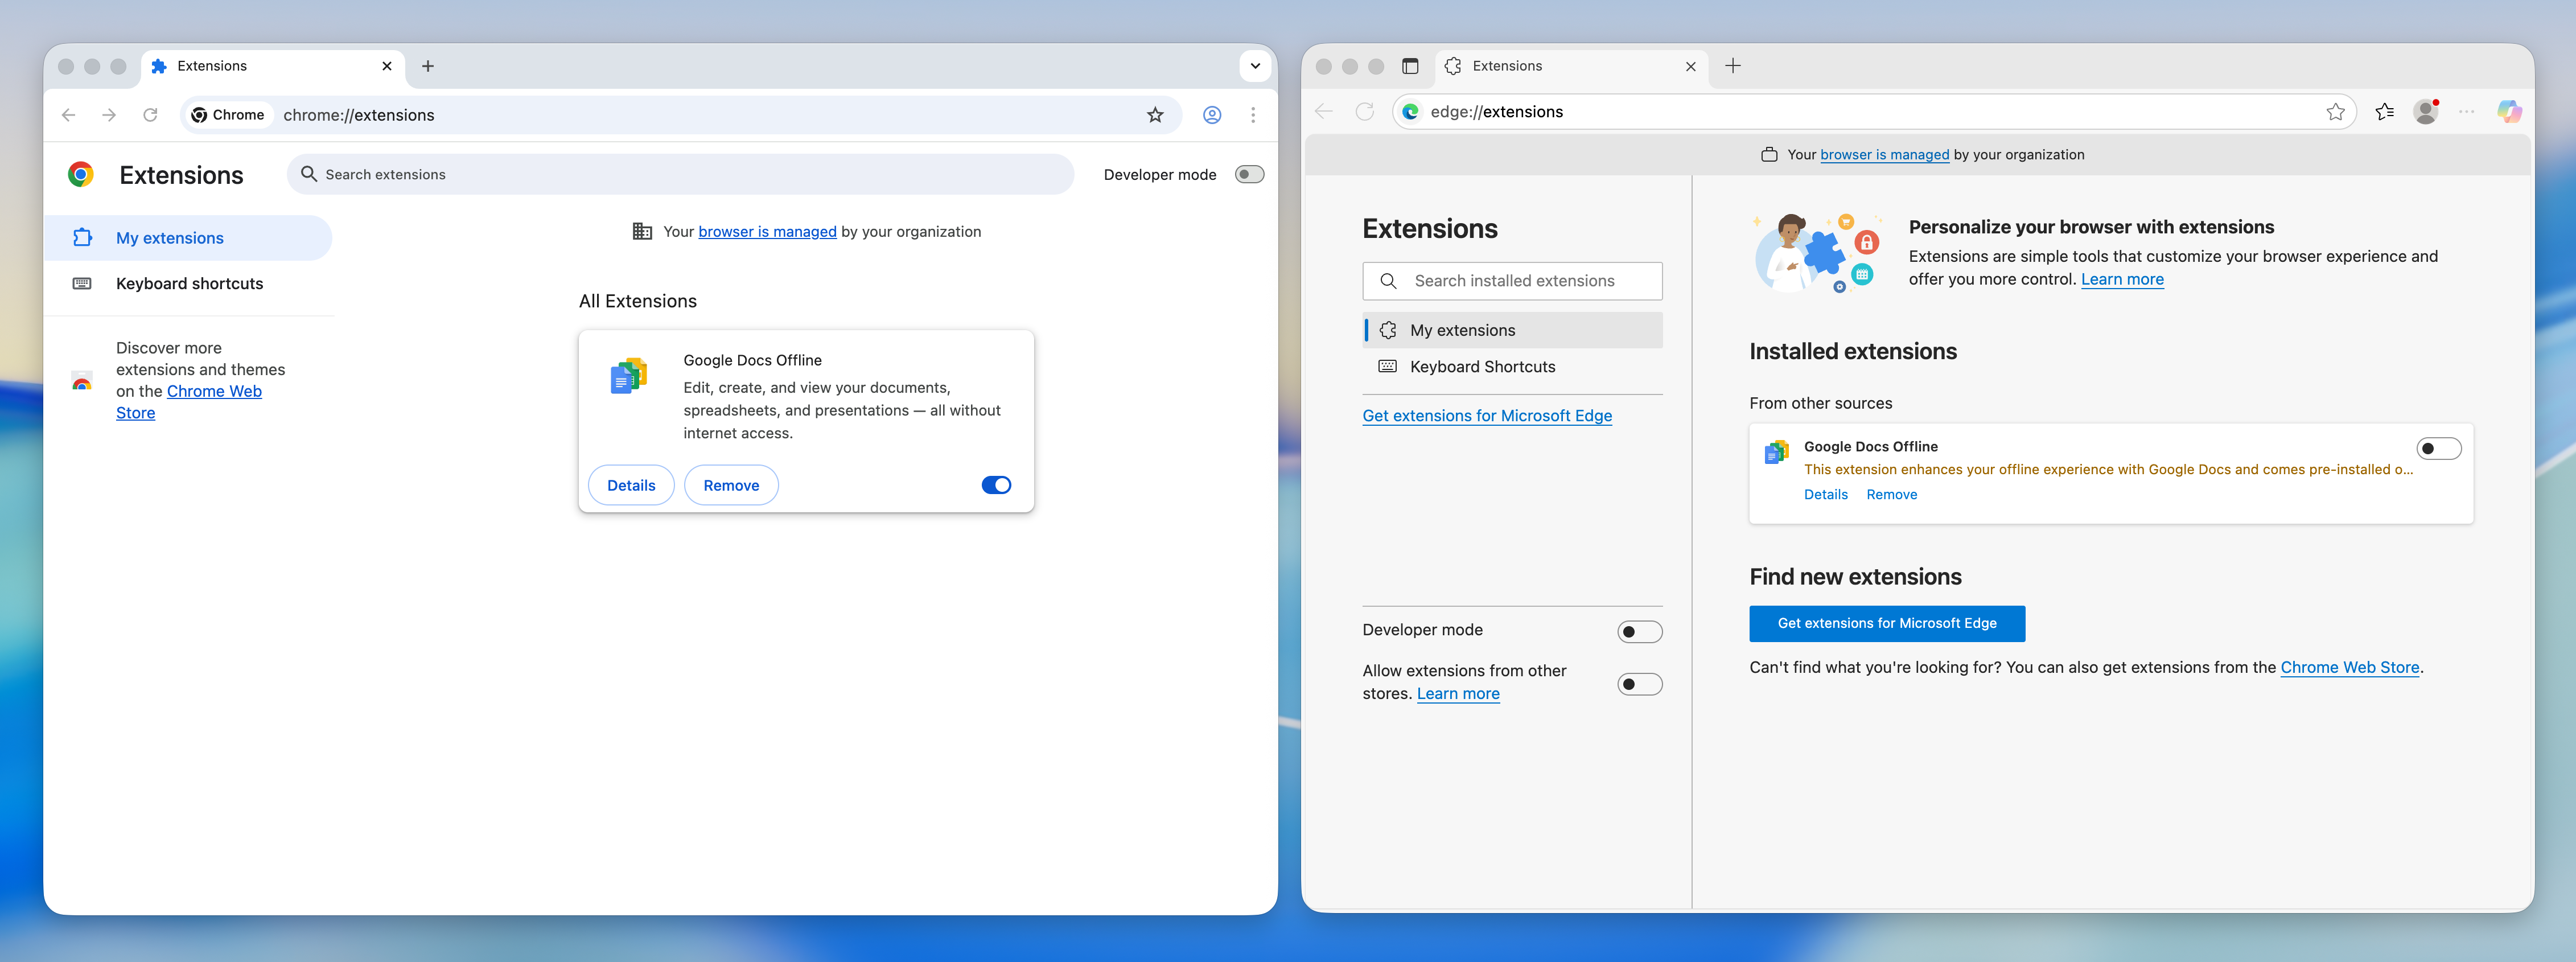 Extensions
Chrome
chrome://extensions
Extensions
Search extensions
Developer mode
My extensions
Keyboard shortcuts
Discover more
extensions and themes
on the Chrome Web
Store
Your browser is managed by your organization
All Extensions
Google Docs Offline
Edit, create, and view your documents,
spreadsheets, and presentations — all without
internet access.
Details
Remove
Extensions
edge://extensions
Your browser is managed by your organization
Extensions
Search installed extensions
My extensions
Keyboard Shortcuts
Get extensions for Microsoft Edge
Developer mode
Allow extensions from other
stores. Learn more
Personalize your browser with extensions
Extensions are simple tools that customize your browser experience and
offer you more control. Learn more
Installed extensions
From other sources
Google Docs Offline
This extension enhances your offline experience with Google Docs and comes pre-installed o...
Details
Remove
Find new extensions
Get extensions for Microsoft Edge
Can't find what you're looking for? You can also get extensions from the Chrome Web Store.